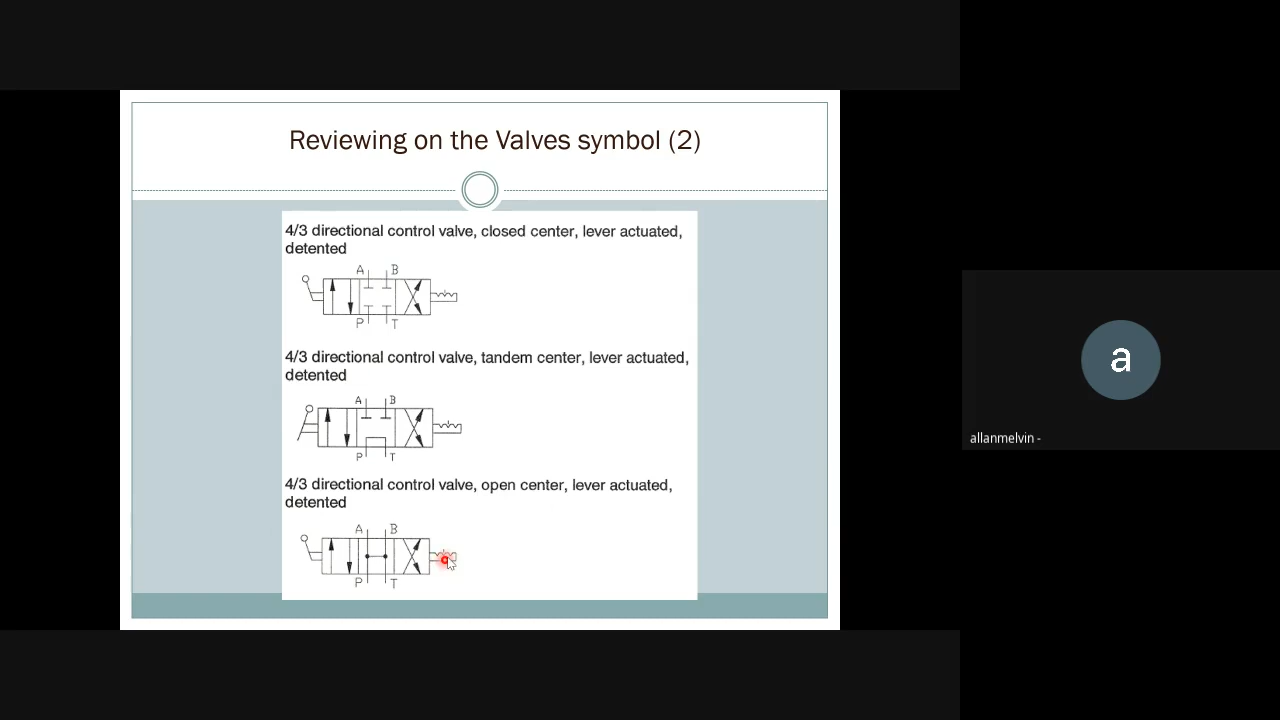 Reviewing on the Valves symbol (2)
4/3 directional control valve, closed center, lever actuated,
detented
A B
P T
4/3 directional control valve, tandem center, lever actuated,
detented
A B
P T
4/3 directional control valve, open center, lever actuated,
detented
A B
P T
a
allanmelvin -